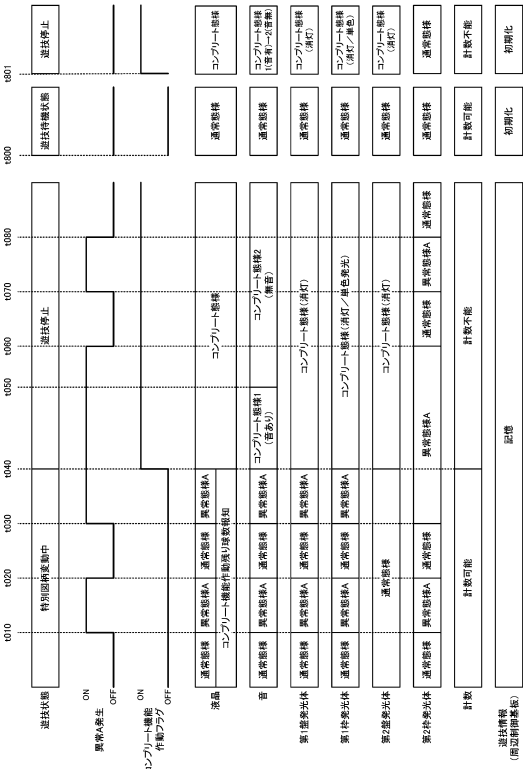 t010
t020
t030
t040
t050
t060
t070
t080
t800
t801
遊技状態
特別図柄変動中
遊技停止
遊技待機状態
遊技停止
異常A発生
ON
OFF
コンプリート機能
作動フラグ
ON
OFF
液晶
通常態様
異常態様A
通常態様
異常態様A
コンプリート機能作動残り球数報知
コンプリート態様
通常態様
コンプリート態様
音
通常態様
異常態様A
通常態様
異常態様A
コンプリート態様1
(音あり)
コンプリート態様2
(無音)
通常態様
コンプリート態様
1(音有)→2(音無)
第1盤発光体
通常態様
異常態様A
通常態様
異常態様A
コンプリート態様(消灯)
通常態様
コンプリート態様
(消灯)
第1枠発光体
通常態様
異常態様A
通常態様
異常態様A
コンプリート態様(消灯/単色発光)
通常態様
コンプリート態様
(消灯/単色)
第2盤発光体
通常態様
コンプリート態様(消灯)
通常態様
コンプリート態様
(消灯)
第2枠発光体
通常態様
異常態様A
通常態様
異常態様A
通常態様
異常態様A
通常態様
通常態様
通常態様
計数
計数可能
計数不能
計数可能
計数不能
遊技情報
(周辺制御基板)
記憶
初期化
初期化